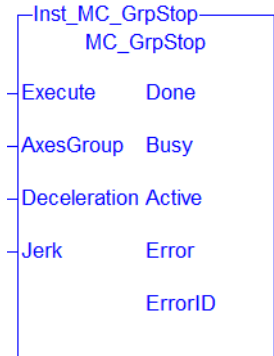 Inst_MC_GrpStop
MC_GrpStop
Execute Done
AxesGroup Busy
Deceleration Active
Jerk Error
ErrorID